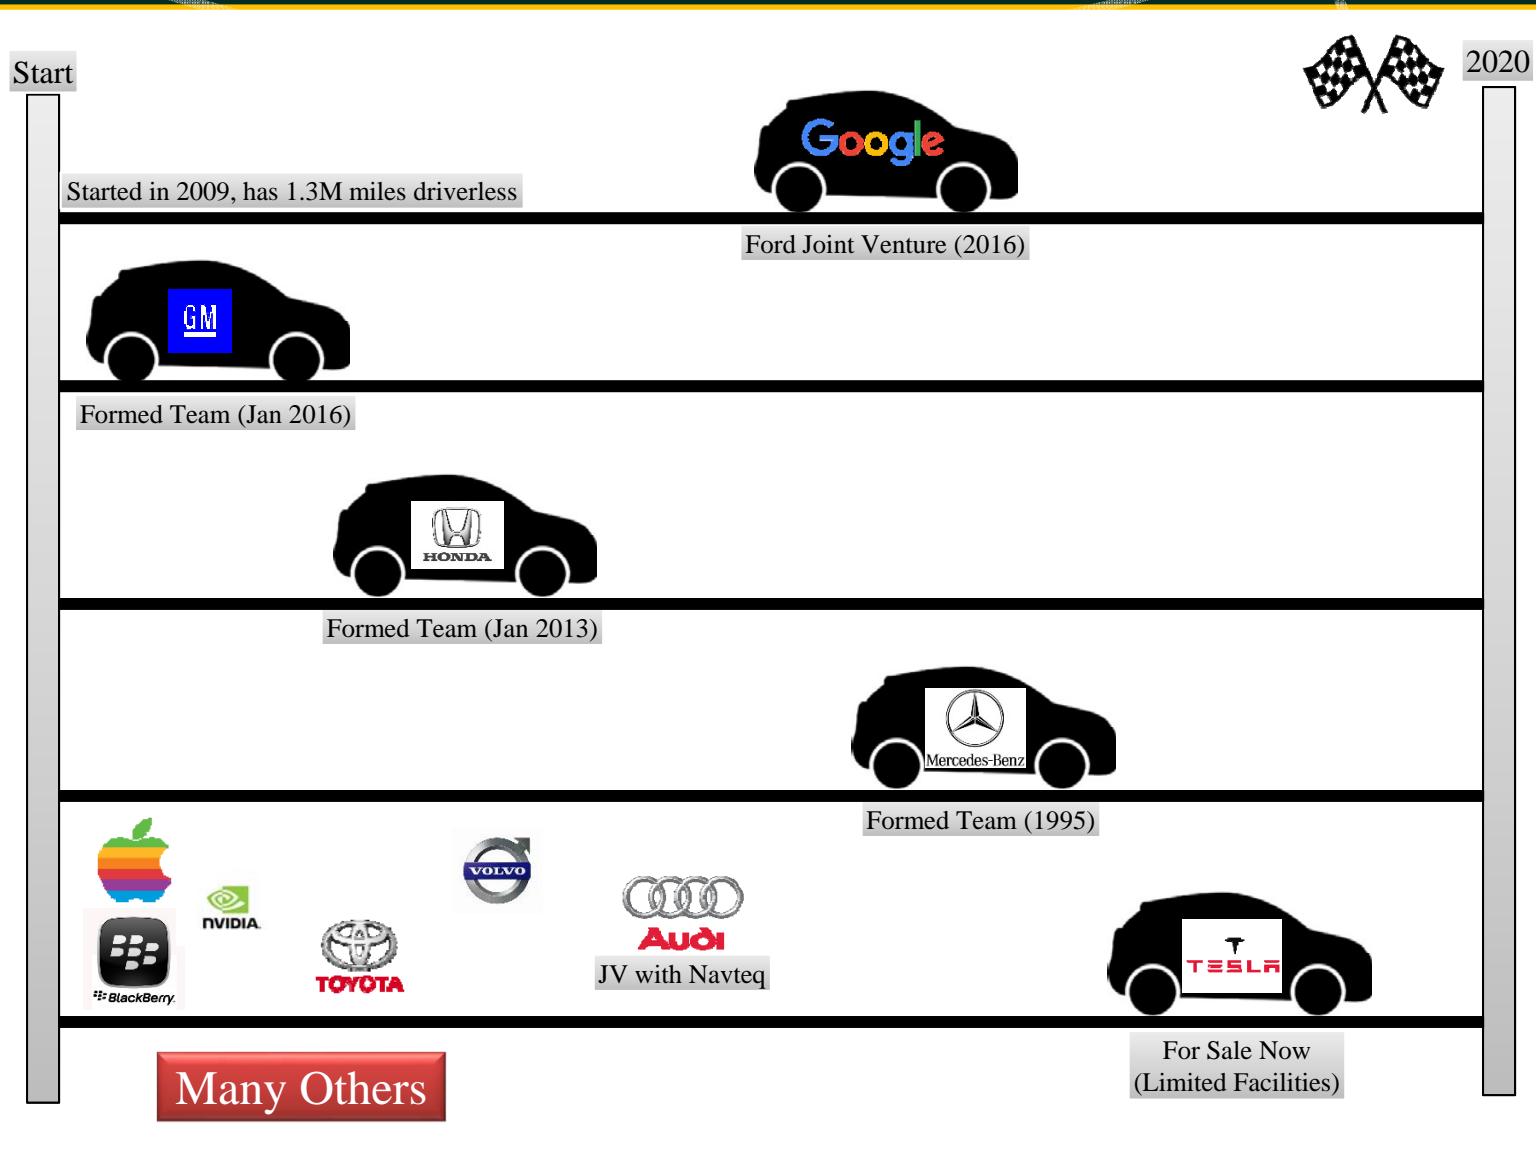 Start
2020
Google
Started in 2009, has 1.3M miles driverless
Ford Joint Venture (2016)
GM
Formed Team (Jan 2016)
HONDA
Formed Team (Jan 2013)
Mercedes-Benz
Formed Team (1995)
VOLVO
NVIDIA
Audi
TOYOTA
BlackBerry
JV with Navteq
TESLA
For Sale Now
(Limited Facilities)
Many Others